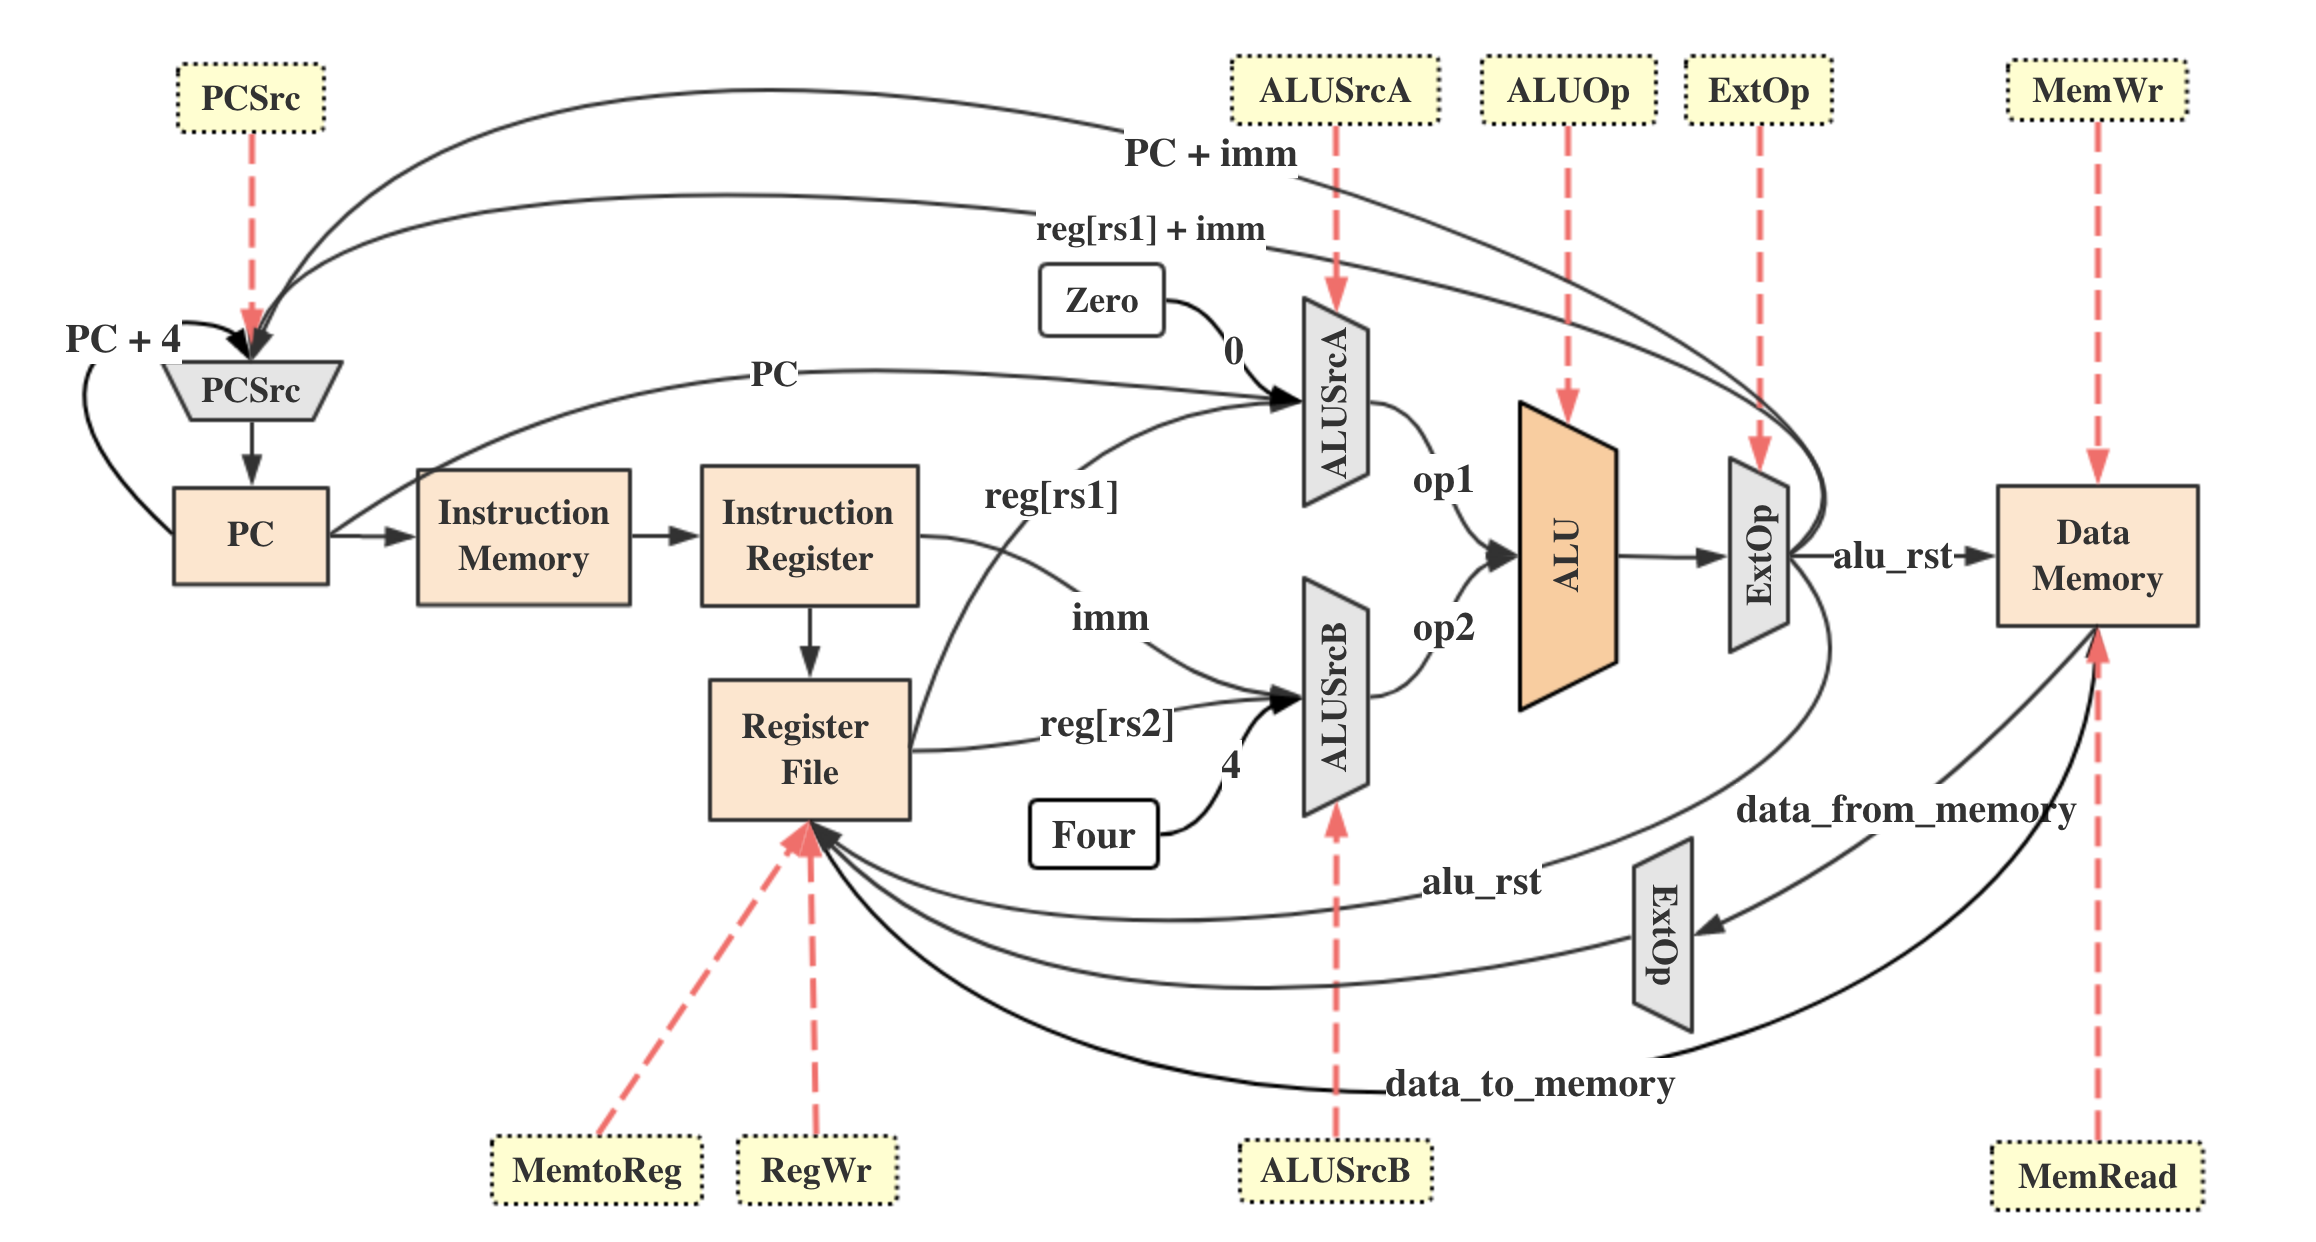 PCSrc
ALUSrcA
ALUOp
ExtOp
MemWr
PC + imm
reg[rs1] + imm
Zero
0
PC + 4
PCSrc
PC
ALUSrcA
PC
Instruction
Memory
Instruction
Register
reg[rs1]
op1
ALU
ExtOp
alu_rst
Data
Memory
imm
op2
ALUSrcB
Register
File
reg[rs2]
4
Four
data_from_memory
alu_rst
ExtOp
data_to_memory
MemtoReg
RegWr
ALUSrcB
MemRead